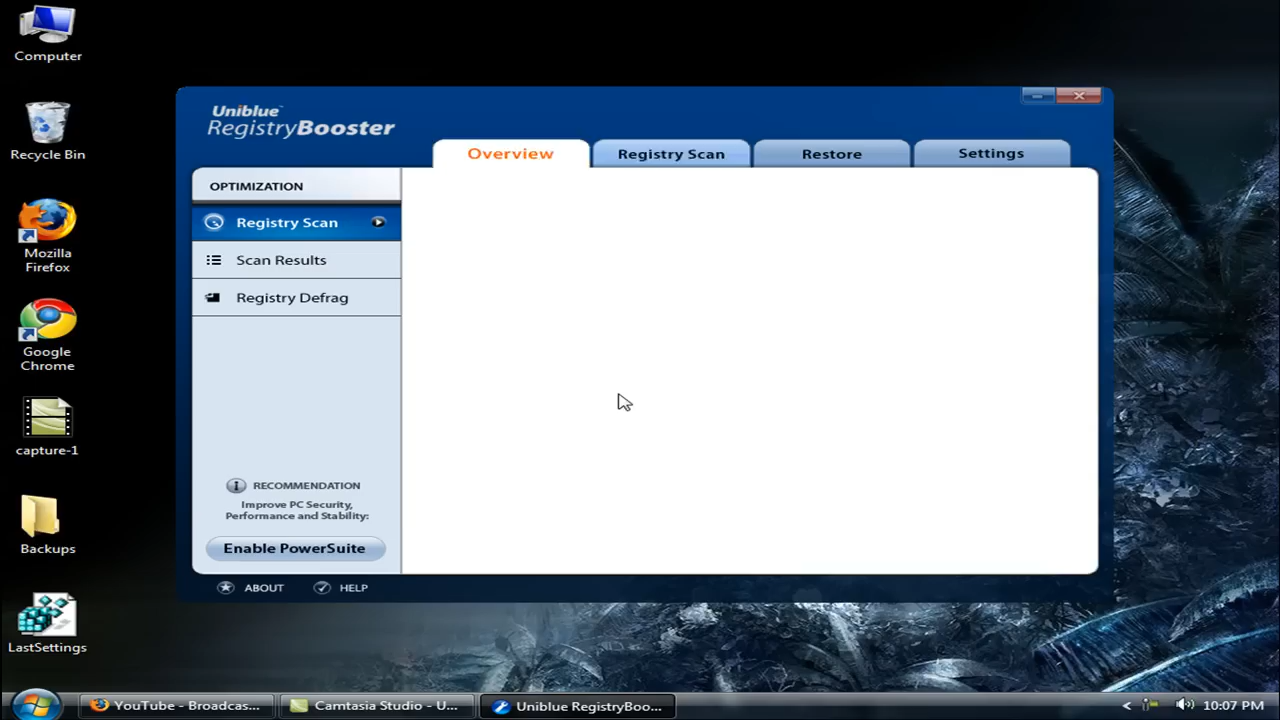 Computer
Recycle Bin
Mozilla
Firefox
Google
Chrome
capture-1
Backups
LastSettings
Uniblue™
RegistryBooster
Overview
Registry Scan
Restore
Settings
OPTIMIZATION
Registry Scan
Scan Results
Registry Defrag
RECOMMENDATION
Improve PC Security,
Performance and Stability:
Enable PowerSuite
ABOUT
HELP
YouTube - Broadcas...
Camtasia Studio - U...
Uniblue RegistryBoo...
10:07 PM